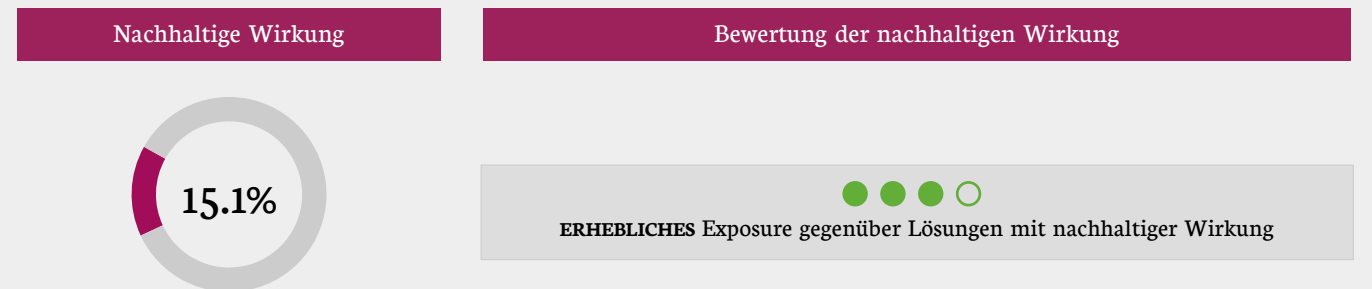 Nachhaltige Wirkung
Bewertung der nachhaltigen Wirkung
15.1%
ERHEBLICHES Exposure gegenüber Lösungen mit nachhaltiger Wirkung